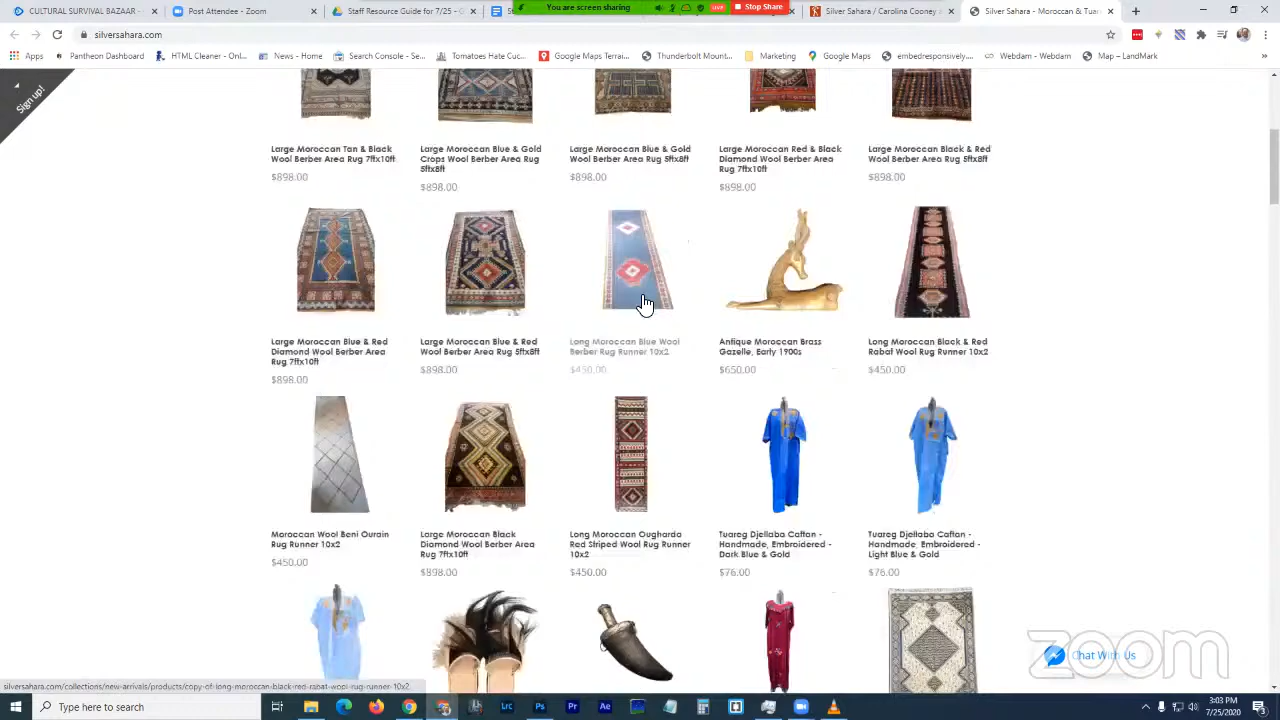 CULTURAL SURVIVAL BAZAAR -
Post Attendee - Zoom
Staff Resource Guide for 7/25 - G
You are screen sharing
LIVE
Stop Share
Silver Sahara / Carolina Cooney
Silver Sahara - Moroccan & Tuar
silversahara.com
Apps
Pantheon Dashboard
HTML Cleaner - Onl...
News - Home
Search Console - Se...
Tomatoes Hate Cuc...
Google Maps Terrai...
Thunderbolt Mount...
Marketing
Google Maps
embedresponsively....
Webdam - Webdam
Map – LandMark
Sign up!
Large Moroccan Tan & Black
Wool Berber Area Rug 7ftx10ft
$898.00
Large Moroccan Blue & Gold
Crops Wool Berber Area Rug
5ftx8ft
$898.00
Large Moroccan Blue & Gold
Wool Berber Area Rug 5ftx8ft
$898.00
Large Moroccan Red & Black
Diamond Wool Berber Area
Rug 7ftx10ft
$898.00
Large Moroccan Black & Red
Wool Berber Area Rug 5ftx8ft
$898.00
Large Moroccan Blue & Red
Diamond Wool Berber Area
Rug 7ftx10ft
$898.00
Large Moroccan Blue & Red
Wool Berber Area Rug 5ftx8ft
$898.00
Long Moroccan Blue Wool
Berber Rug Runner 10x2
$450.00
Antique Moroccan Brass
Gazelle, Early 1900s
$650.00
Long Moroccan Black & Red
Rabat Wool Rug Runner 10x2
$450.00
Moroccan Wool Beni Ourain
Rug Runner 10x2
$450.00
Large Moroccan Black
Diamond Wool Berber Area
Rug 7ftx10ft
$898.00
Long Moroccan Ougharda
Red Striped Wool Rug Runner
10x2
$450.00
Tuareg Djellaba Caftan -
Handmade, Embroidered -
Dark Blue & Gold
$76.00
Tuareg Djellaba Caftan -
Handmade, Embroidered -
Light Blue & Gold
$76.00
zoom
Chat With Us
silversahara.com/collections/new-arrivals/products/copy-of-long-moroccan-black-red-rabat-wool-rug-runner-10x2
Type here to search
Lrc
Ps
Pr
Ae
3:03 PM
7/25/2020